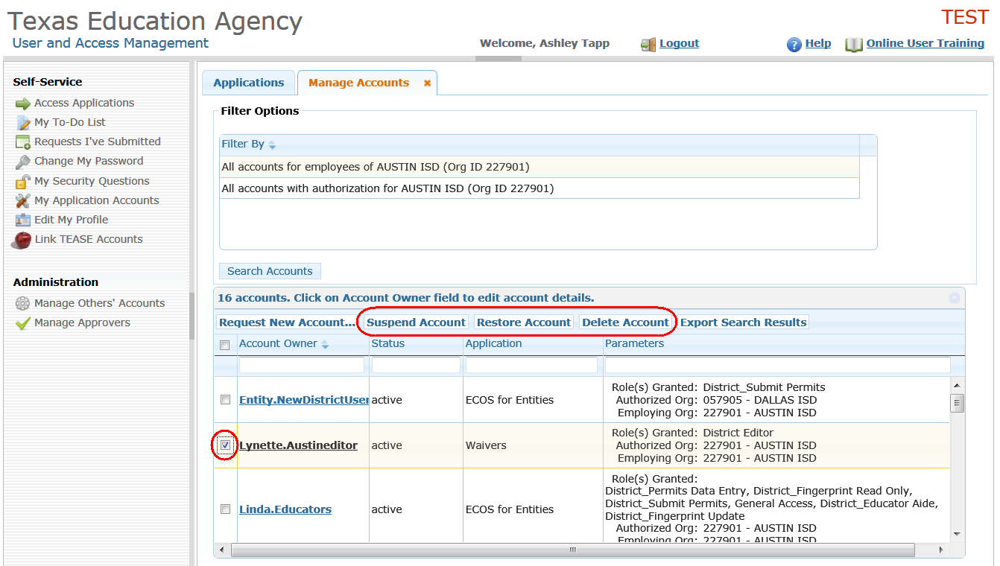 Texas Education Agency
TEST
User and Access Management
Welcome, Ashley Tapp
Logout
Help
Online User Training
Self-Service
Access Applications
My To-Do List
Requests I've Submitted
Change My Password
My Security Questions
My Application Accounts
Edit My Profile
Link TEASE Accounts
Administration
Manage Others' Accounts
Manage Approvers
Applications
Manage Accounts
Filter Options
Filter By
All accounts for employees of AUSTIN ISD (Org ID 227901)
All accounts with authorization for AUSTIN ISD (Org ID 227901)
Search Accounts
16 accounts. Click on Account Owner field to edit account details.
Request New Account... Suspend Account Restore Account Delete Account Export Search Results
Account Owner Status Application Parameters
Role(s) Granted: District_Submit Permits
Entity.NewDistrictUser active ECOS for Entities Authorized Org: 057905 - DALLAS ISD
Employing Org: 227901 - AUSTIN ISD
Role(s) Granted: District Editor
Lynette.Austineditor active Waivers Authorized Org: 227901 - AUSTIN ISD
Employing Org: 227901 - AUSTIN ISD
Role(s) Granted:
District_Permits Data Entry, District_Fingerprint Read Only,
Linda.Educators active ECOS for Entities District_Submit Permits, General Access, District_Educator Aide,
District_Fingerprint Update
Authorized Org: 227901 - AUSTIN ISD
Employing Org: 227901 - AUSTIN ISD